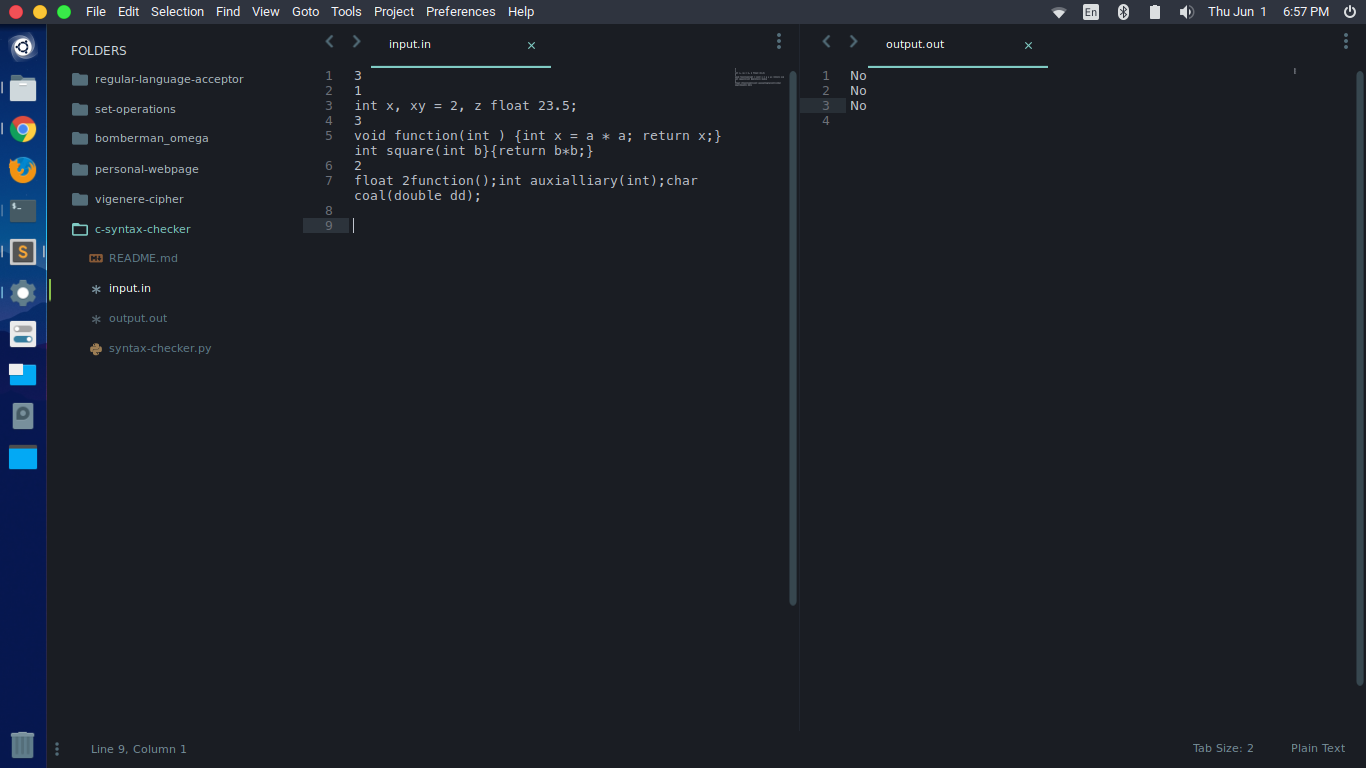 File Edit Selection Find View Goto Tools Project Preferences Help En Thu Jun 1 6:57 PM
FOLDERS
regular-language-acceptor
set-operations
bomberman_omega
personal-webpage
vigenere-cipher
c-syntax-checker
README.md
input.in
output.out
syntax-checker.py
input.in ×
1 3
2 1
3 int x, xy = 2, z float 23.5;
4 3
5 void function(int ) {int x = a * a; return x;}
int square(int b}{return b*b;}
6 2
7 float 2function();int auxialliary(int);char
coal(double dd);
8
9
output.out ×
1 No
2 No
3 No
4
Line 9, Column 1
Tab Size: 2 Plain Text